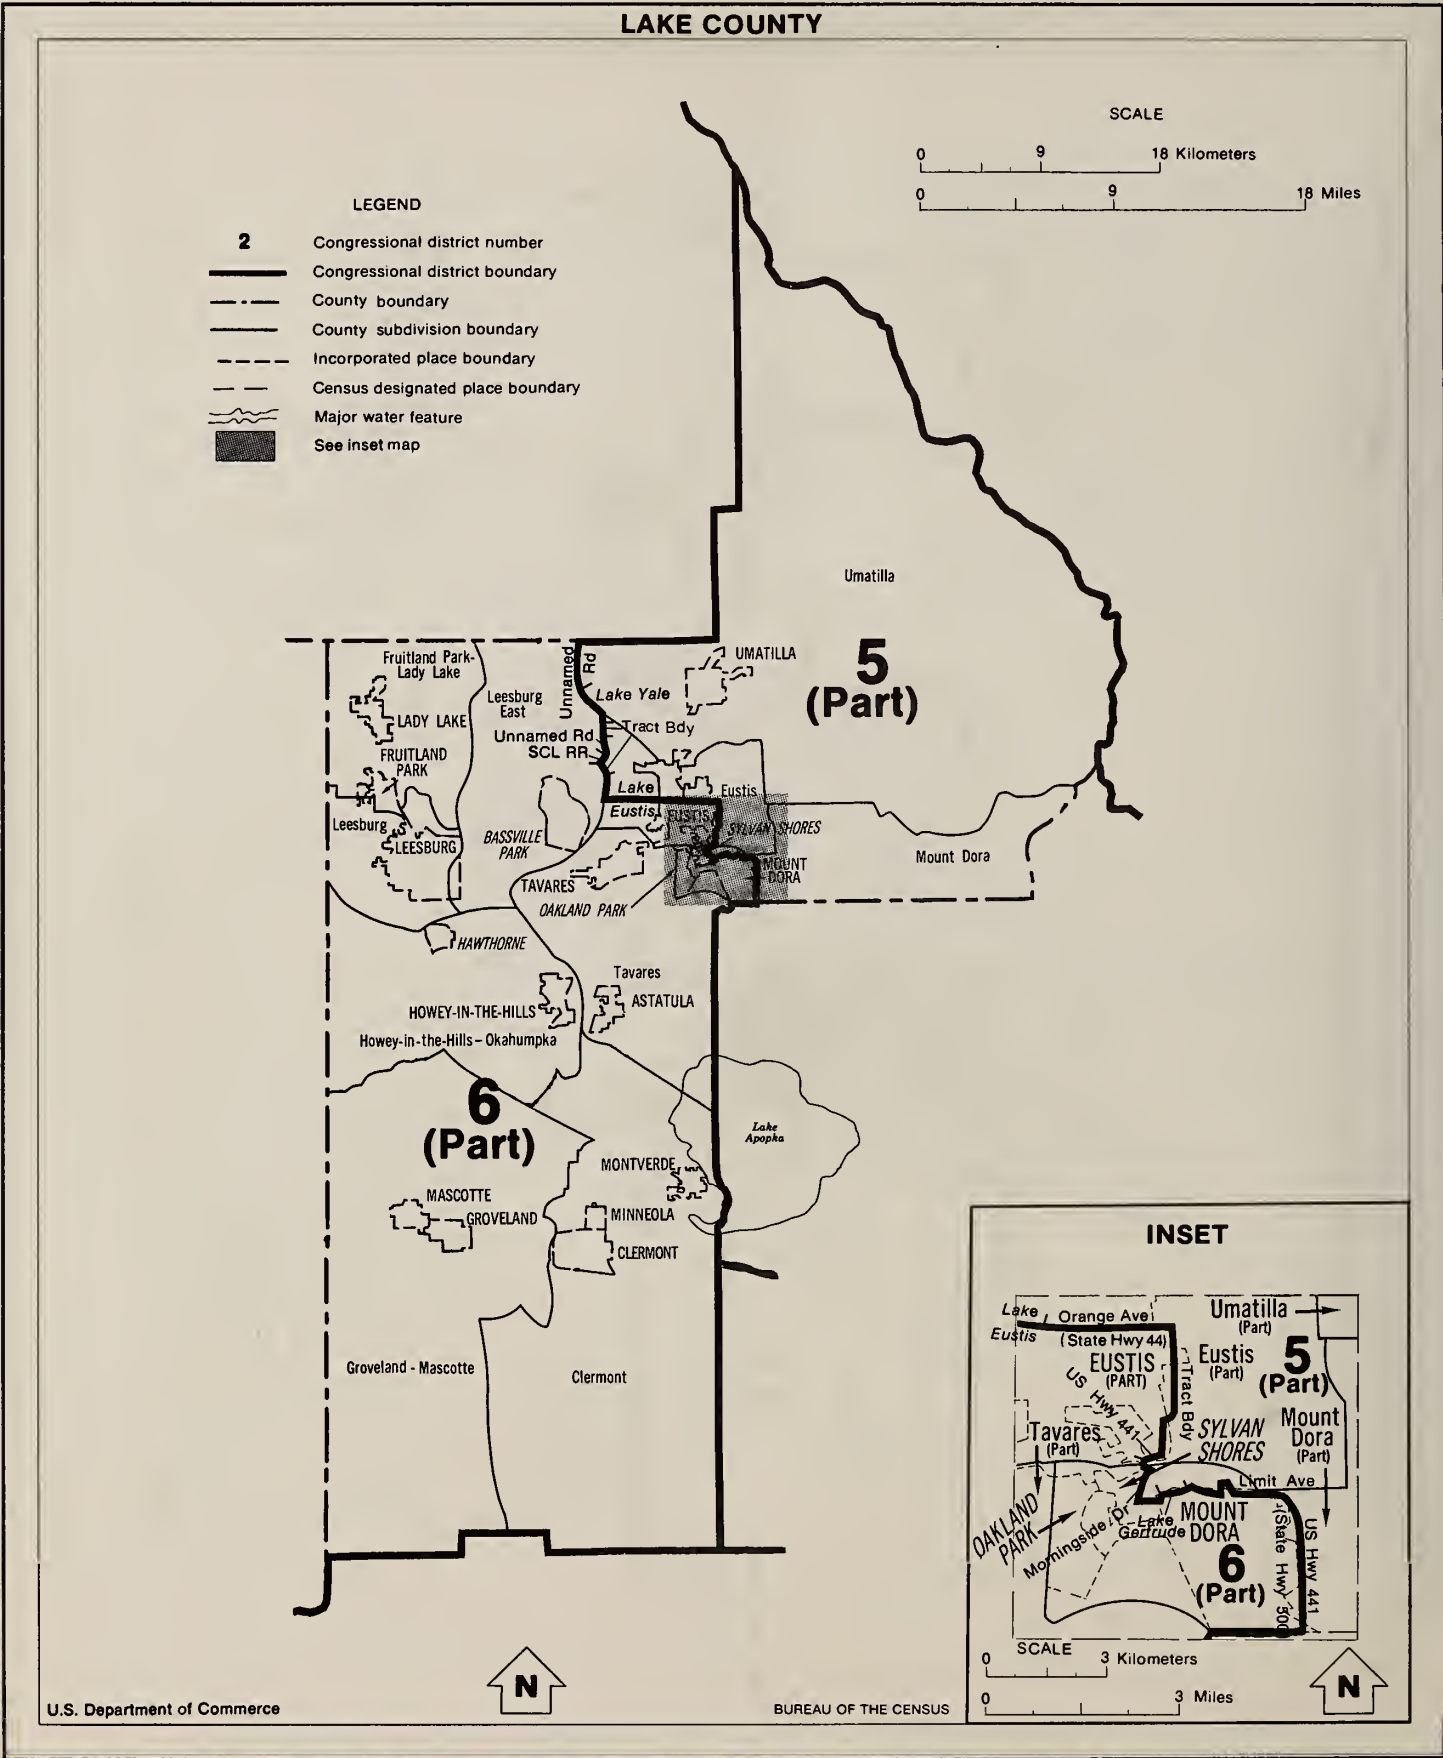 LAKE COUNTY
SCALE
0 9 18 Kilometers
0 9 18 Miles
LEGEND
2 Congressional district number
Congressional district boundary
County boundary
County subdivision boundary
Incorporated place boundary
Census designated place boundary
Major water feature
See inset map
Umatilla
5
(Part)
UMATILLA
Fruitland Park-
Lady Lake
Unnamed
Rd
Leesburg
East
Lake Yale
LADY LAKE
Tract Bdy
Unnamed Rd
SCL RR
FRUITLAND
PARK
Lake
Eustis
Eustis
EUSTIS
SYLVAN SHORES
Leesburg
LEESBURG
BASSVILLE
PARK
Mount Dora
MOUNT
DORA
TAVARES
OAKLAND PARK
HAWTHORNE
Tavares
ASTATULA
HOWEY-IN-THE-HILLS
Howey-in-the-Hills-Okahumpka
6
(Part)
Lake
Apopka
MONTVERDE
MASCOTTE
GROVELAND
MINNEOLA
CLERMONT
Groveland - Mascotte
Clermont
INSET
Lake
Eustis
Orange Ave
(State Hwy 44)
Umatilla
(Part)
EUSTIS
(PART)
Eustis
(Part)
5
(Part)
US Hwy 441
Tract Bdy
Tavares
(Part)
SYLVAN
SHORES
Mount
Dora
(Part)
Limit Ave
OAKLAND
PARK
Morningside Dr
Lake
Gertrude
MOUNT
DORA
6
(Part)
(State Hwy 500)
US Hwy 441
SCALE
0 3 Kilometers
0 3 Miles
N
N
U.S. Department of Commerce
BUREAU OF THE CENSUS